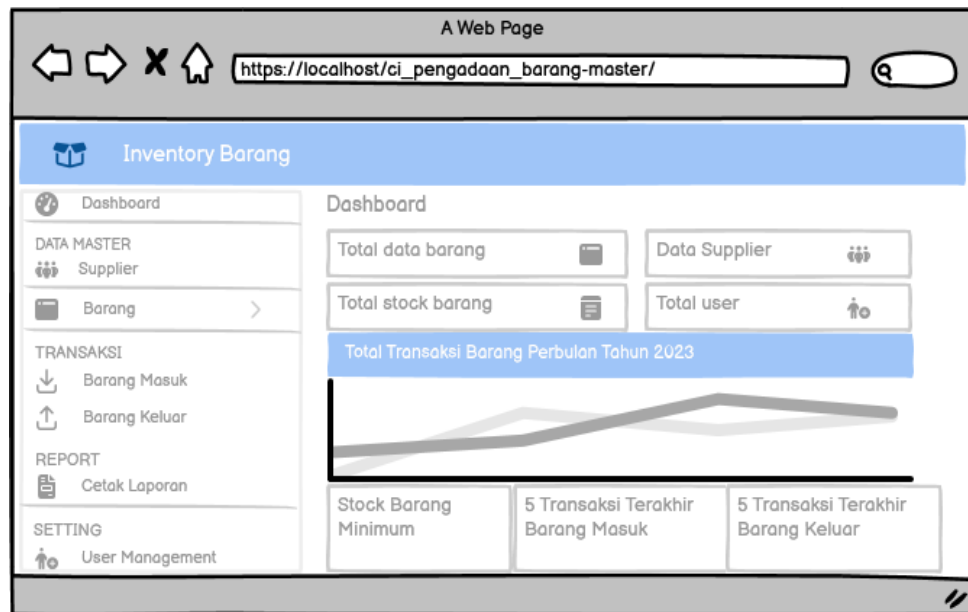 A Web Page
https://localhost/ci_pengadaan_barang-master/
Inventory Barang
Dashboard
DATA MASTER
Supplier
Barang
TRANSAKSI
Barang Masuk
Barang Keluar
REPORT
Cetak Laporan
SETTING
User Management
Dashboard
Total data barang
Data Supplier
Total stock barang
Total user
Total Transaksi Barang Perbulan Tahun 2023
Stock Barang
Minimum
5 Transaksi Terakhir
Barang Masuk
5 Transaksi Terakhir
Barang Keluar